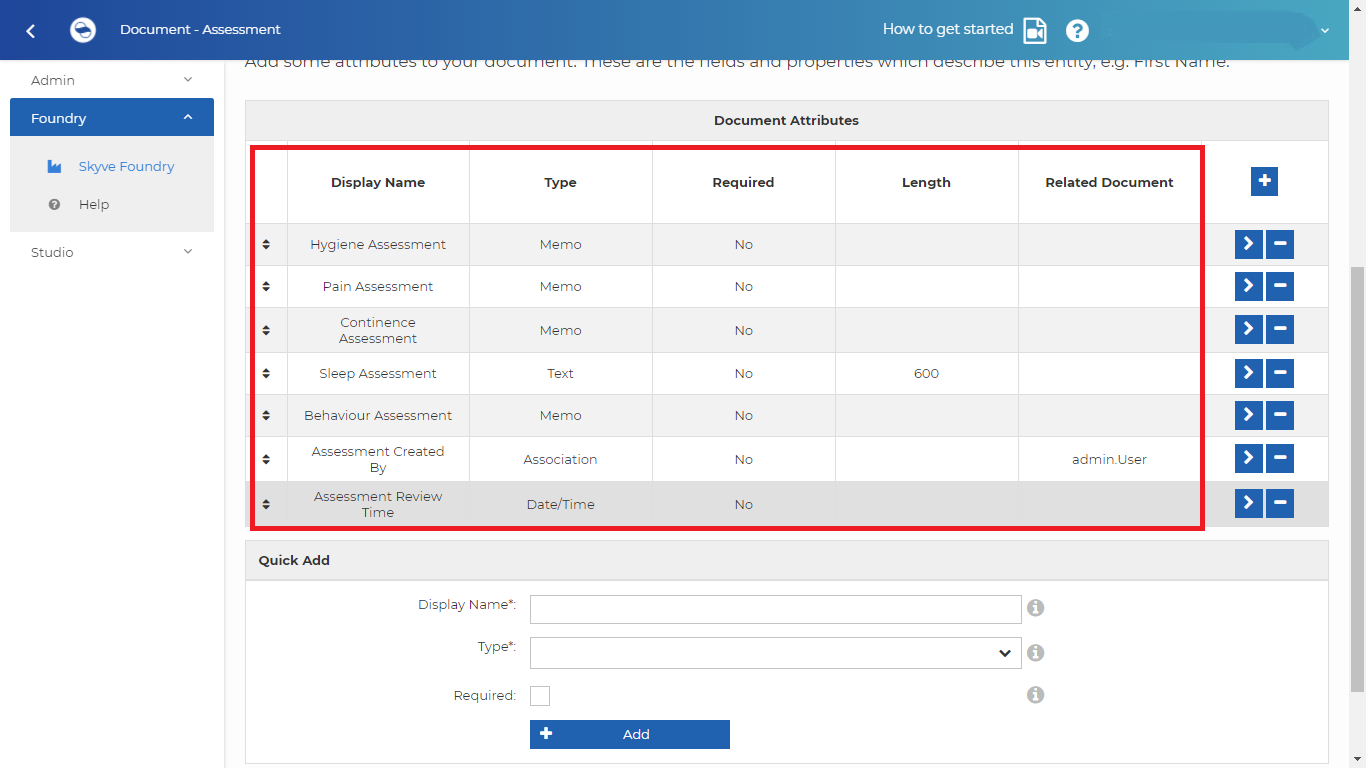 Document - Assessment
How to get started
Admin
Foundry
Skyve Foundry
Help
Studio
Add some attributes to your document. These are the fields and properties which describe this entity, e.g. First Name.
Document Attributes
Display Name Type Required Length Related Document
Hygiene Assessment Memo No
Pain Assessment Memo No
Continence
Assessment Memo No
Sleep Assessment Text No 600
Behaviour Assessment Memo No
Assessment Created
By Association No admin.User
Assessment Review
Time Date/Time No
Quick Add
Display Name*:
Type*:
Required:
Add